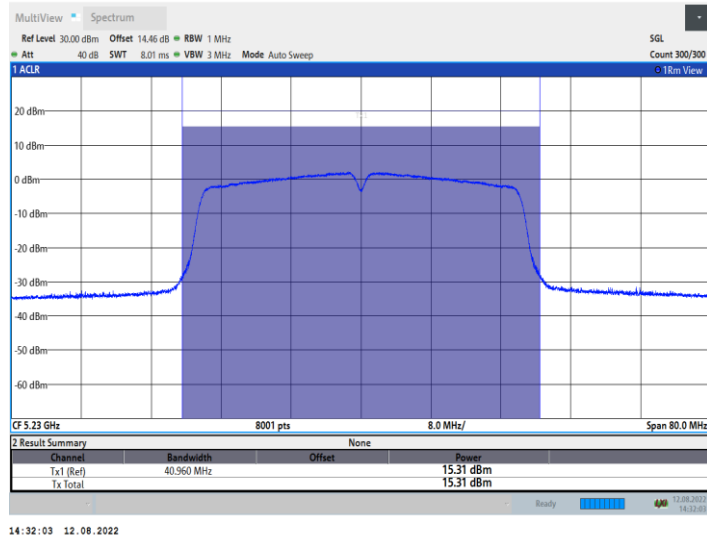 MultiView Spectrum
Ref Level 30.00 dBm Offset 14.46 dB RBW 1 MHz SGL
Att 40 dB SWT 8.01 ms VBW 3 MHz Mode Auto Sweep Count 300/300
1 ACLR 1Rm View
20 dBm
10 dBm
0 dBm
-10 dBm
-20 dBm
-30 dBm
-40 dBm
-50 dBm
-60 dBm
CF 5.23 GHz 8001 pts 8.0 MHz/ Span 80.0 MHz
2 Result Summary None
Channel Bandwidth Offset Power
Tx1 (Ref) 40.960 MHz 15.31 dBm
Tx Total 15.31 dBm
Ready 12.08.2022
14:32:03
14:32:03 12.08.2022